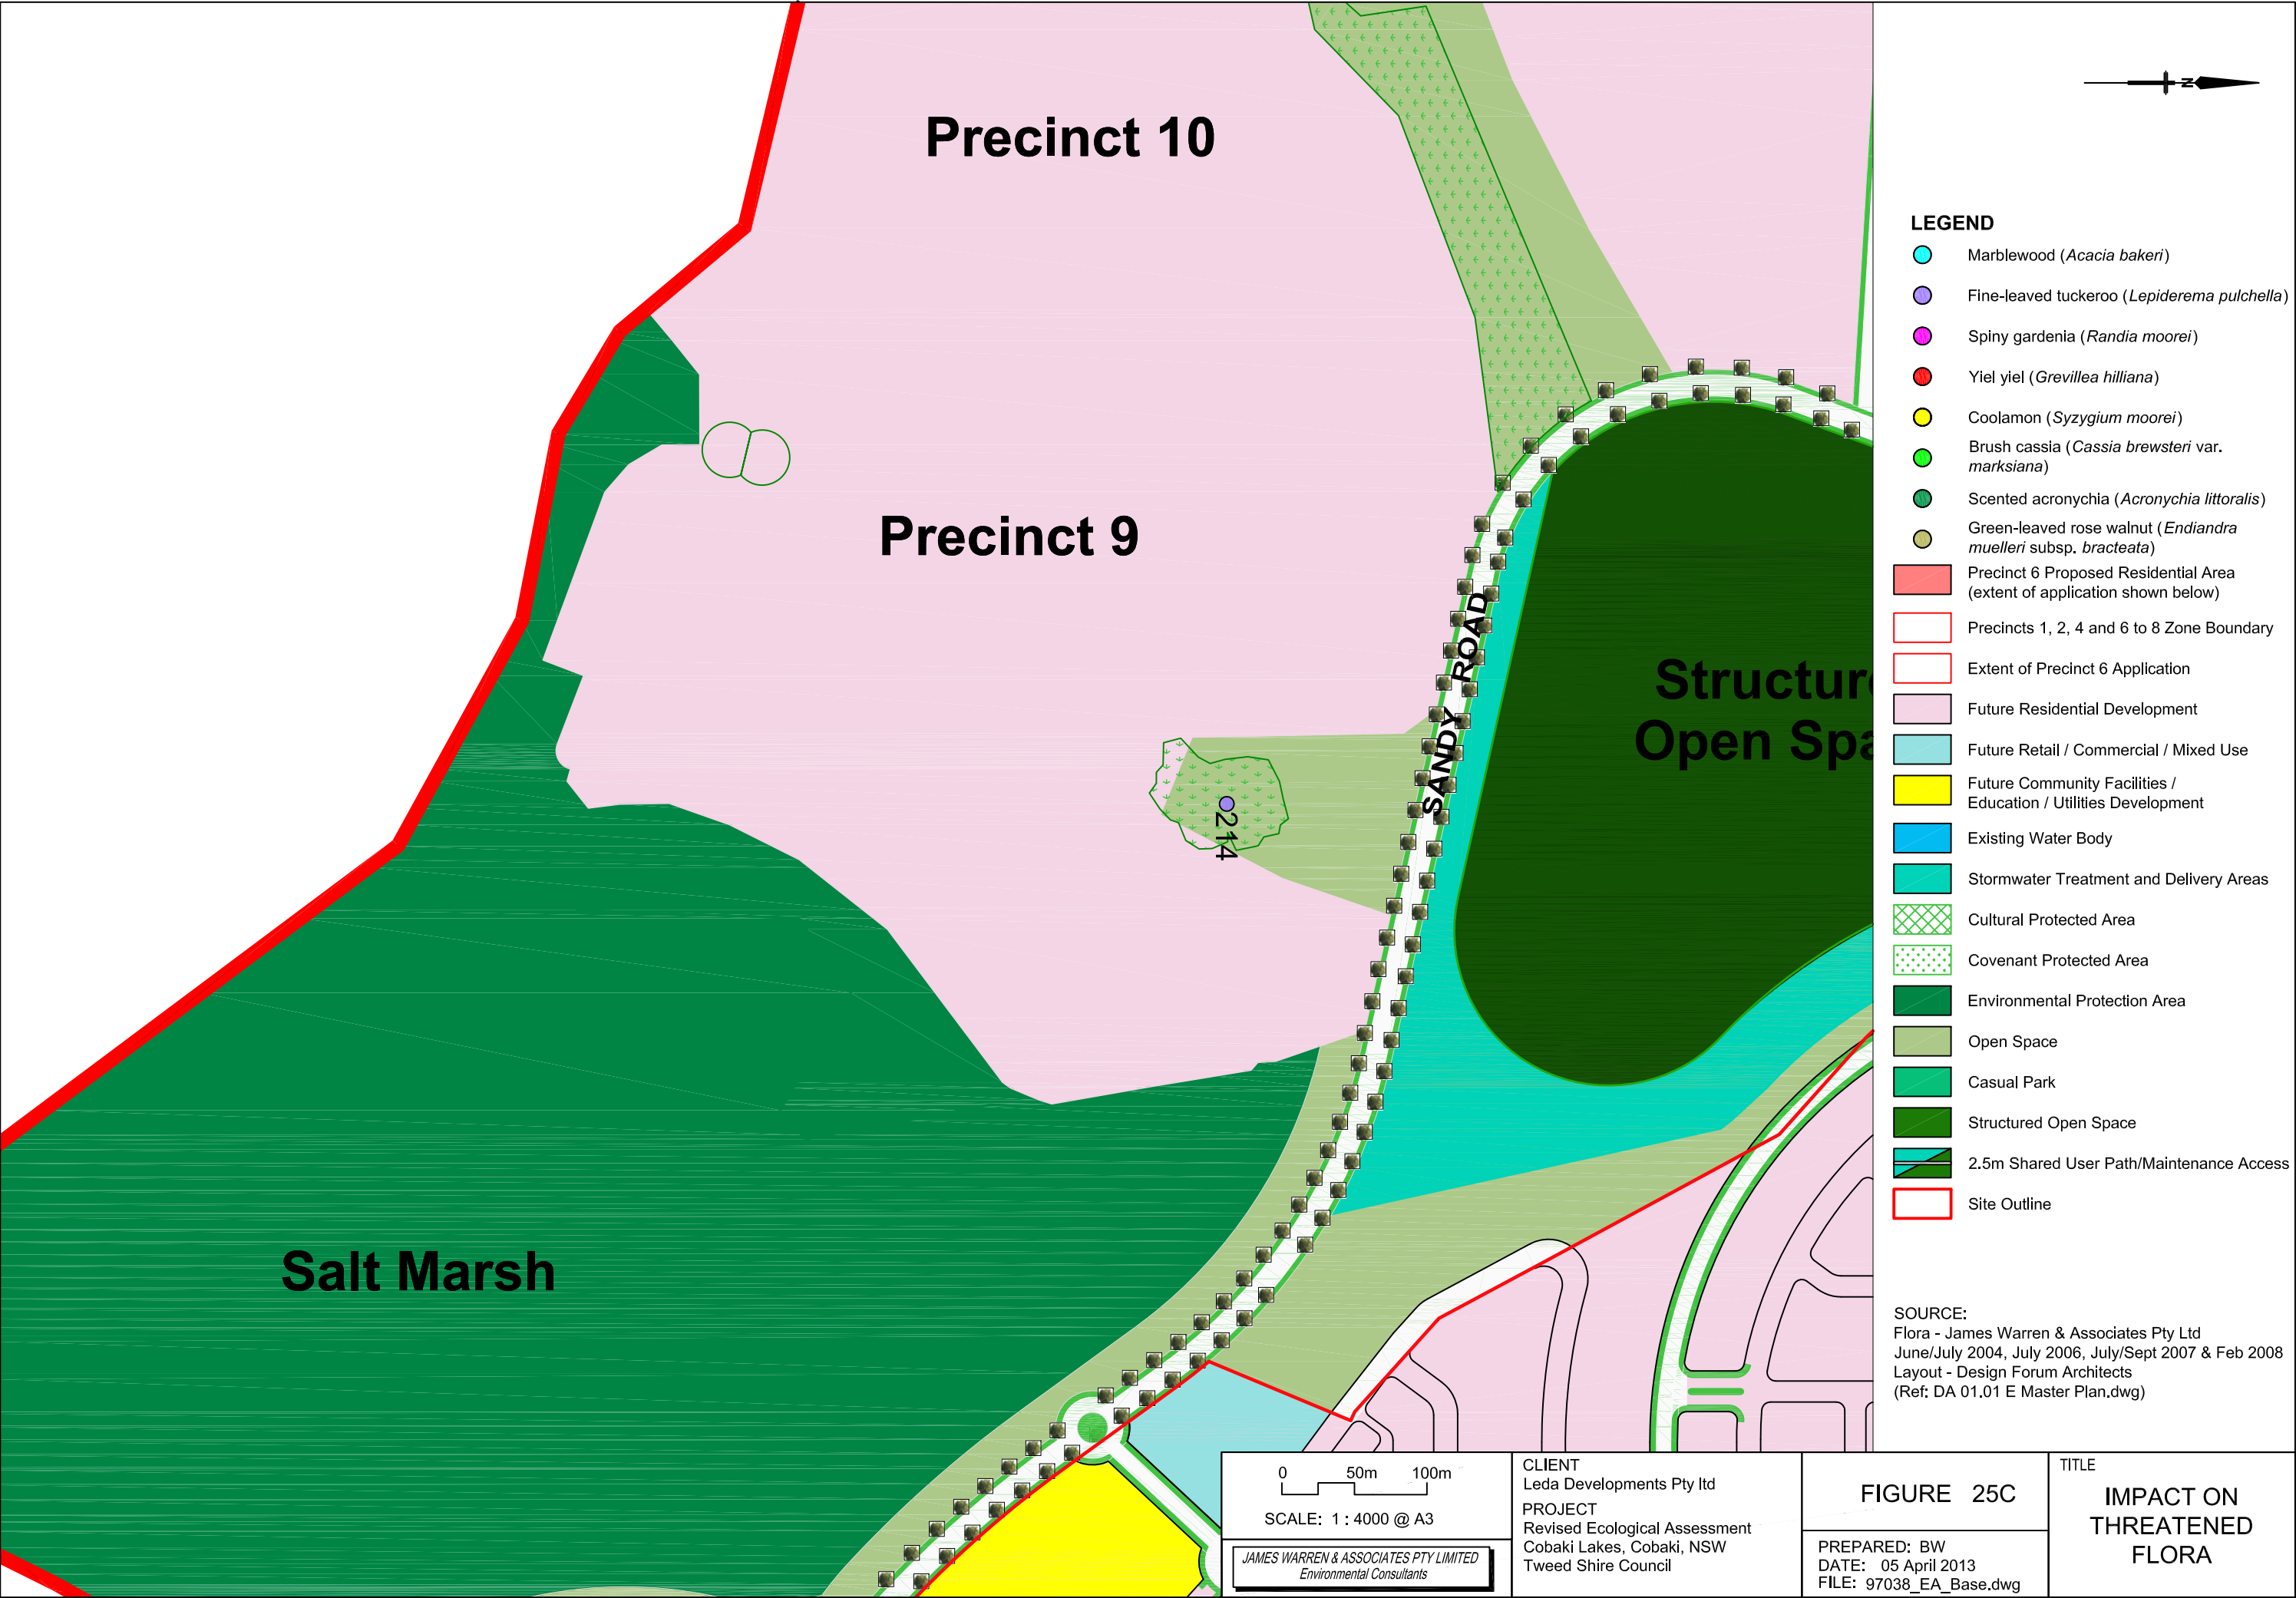 Precinct 10
Precinct 9
SANDY ROAD
Structure
Open Spa
214
Salt Marsh
N
LEGEND
Marblewood (Acacia bakeri)
Fine-leaved tuckeroo (Lepiderema pulchella)
Spiny gardenia (Randia moorei)
Yiel yiel (Grevillea hilliana)
Coolamon (Syzygium moorei)
Brush cassia (Cassia brewsteri var.
marksiana)
Scented acronychia (Acronychia littoralis)
Green-leaved rose walnut (Endiandra
muelleri subsp. bracteata)
Precinct 6 Proposed Residential Area
(extent of application shown below)
Precincts 1, 2, 4 and 6 to 8 Zone Boundary
Extent of Precinct 6 Application
Future Residential Development
Future Retail / Commercial / Mixed Use
Future Community Facilities /
Education / Utilities Development
Existing Water Body
Stormwater Treatment and Delivery Areas
Cultural Protected Area
Covenant Protected Area
Environmental Protection Area
Open Space
Casual Park
Structured Open Space
2.5m Shared User Path/Maintenance Access
Site Outline
SOURCE:
Flora - James Warren & Associates Pty Ltd
June/July 2004, July 2006, July/Sept 2007 & Feb 2008
Layout - Design Forum Architects
(Ref: DA 01.01 E Master Plan.dwg)
0 50m 100m
SCALE: 1 : 4000 @ A3
JAMES WARREN & ASSOCIATES PTY LIMITED
Environmental Consultants
CLIENT
Leda Developments Pty ltd
PROJECT
Revised Ecological Assessment
Cobaki Lakes, Cobaki, NSW
Tweed Shire Council
FIGURE 25C
PREPARED: BW
DATE: 05 April 2013
FILE: 97038_EA_Base.dwg
TITLE
IMPACT ON
THREATENED
FLORA